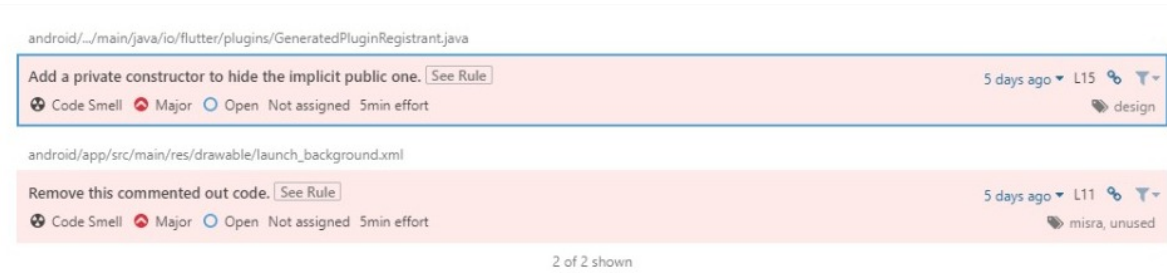 android/.../main/java/io/flutter/plugins/GeneratedPluginRegistrant.java
Add a private constructor to hide the implicit public one. See Rule 5 days ago L15
Code Smell Major Open Not assigned 5min effort design
android/app/src/main/res/drawable/launch_background.xml
Remove this commented out code. See Rule 5 days ago L11
Code Smell Major Open Not assigned 5min effort misra, unused
2 of 2 shown